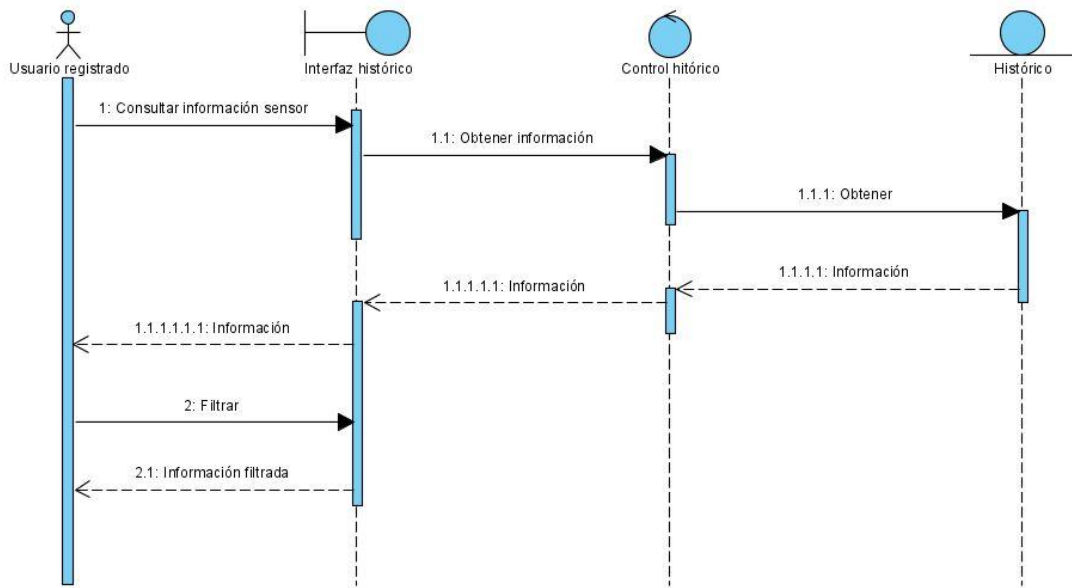 Usuario registrado
Interfaz histórico
Control hitórico
Histórico
1: Consultar información sensor
1.1: Obtener información
1.1.1: Obtener
1.1.1.1: Información
1.1.1.1.1: Información
1.1.1.1.1.1: Información
2: Filtrar
2.1: Información filtrada